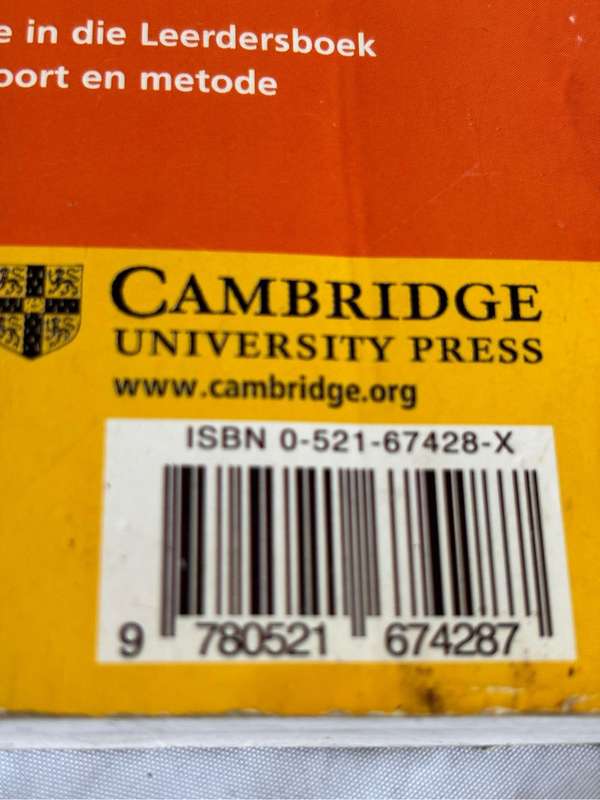 e in die Leerdersboek
oort en metode
CAMBRIDGE
UNIVERSITY PRESS
www.cambridge.org
ISBN 0-521-67428-X
9 780521 674287